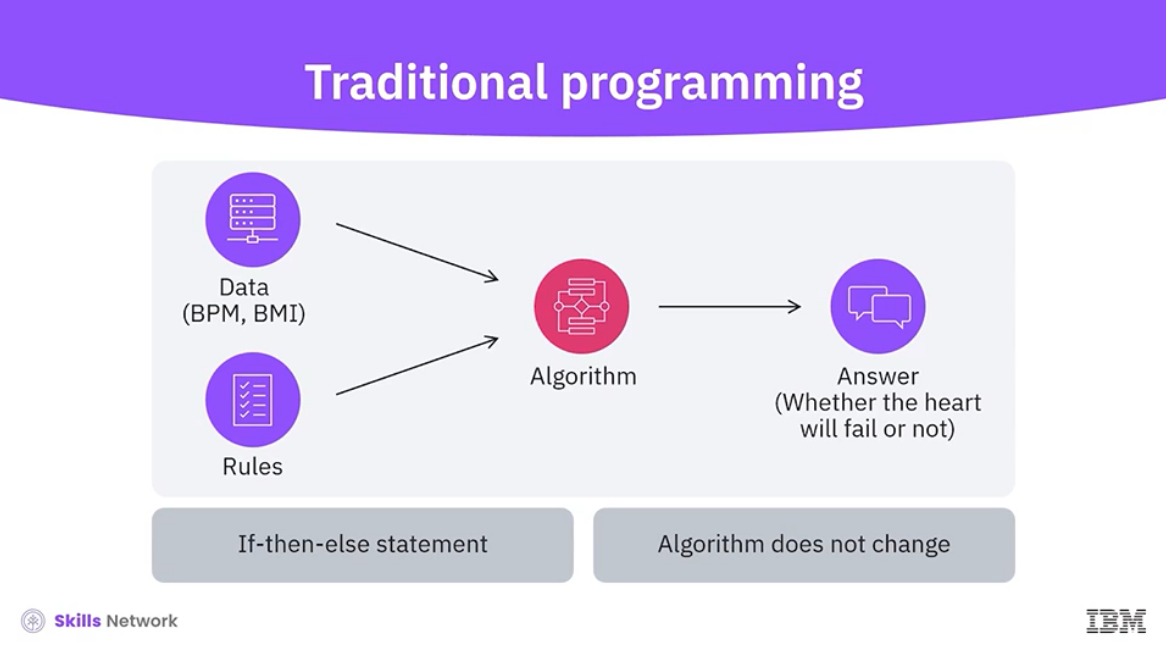 Traditional programming
Data
(BPM, BMI)
Rules
Algorithm
Answer
(Whether the heart
will fail or not)
If-then-else statement
Algorithm does not change
Skills Network
IBM